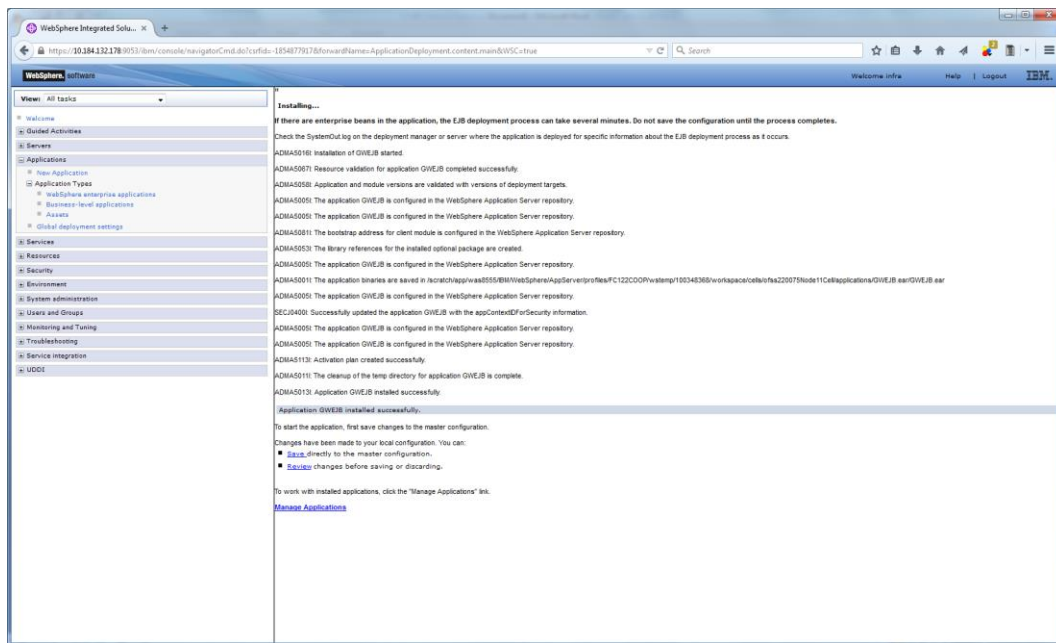 WebSphere Integrated Solu...
https://10.184.132.178:9053/ibm/console/navigatorCmd.do?csrfid=-1854877917&forwardName=ApplicationDeployment.content.main&WSC=true
Search
WebSphere. software
Welcome infra
Help | Logout
IBM.
View: All tasks
Welcome
Guided Activities
Servers
Applications
New Application
Application Types
WebSphere enterprise applications
Business-level applications
Assets
Global deployment settings
Services
Resources
Security
Environment
System administration
Users and Groups
Monitoring and Tuning
Troubleshooting
Service integration
UDDI
Installing...
If there are enterprise beans in the application, the EJB deployment process can take several minutes. Do not save the configuration until the process completes.
Check the SystemOut.log on the deployment manager or server where the application is deployed for specific information about the EJB deployment process as it occurs.
ADMA5016I: Installation of GWEJB started.
ADMA5067I: Resource validation for application GWEJB completed successfully.
ADMA5058I: Application and module versions are validated with versions of deployment targets.
ADMA5005I: The application GWEJB is configured in the WebSphere Application Server repository.
ADMA5005I: The application GWEJB is configured in the WebSphere Application Server repository.
ADMA5081I: The bootstrap address for client module is configured in the WebSphere Application Server repository.
ADMA5053I: The library references for the installed optional package are created.
ADMA5005I: The application GWEJB is configured in the WebSphere Application Server repository.
ADMA5001I: The application binaries are saved in /scratch/app/was8555/IBM/WebSphere/AppServer/profiles/FC122COOP/wstemp/100348368/workspace/cells/ofss220075Node11Cell/applications/GWEJB.ear/GWEJB.ear
ADMA5005I: The application GWEJB is configured in the WebSphere Application Server repository.
SECJ0400I: Successfully updated the application GWEJB with the appContextIDForSecurity information.
ADMA5005I: The application GWEJB is configured in the WebSphere Application Server repository.
ADMA5005I: The application GWEJB is configured in the WebSphere Application Server repository.
ADMA5113I: Activation plan created successfully.
ADMA5011I: The cleanup of the temp directory for application GWEJB is complete.
ADMA5013I: Application GWEJB installed successfully.
Application GWEJB installed successfully.
To start the application, first save changes to the master configuration.
Changes have been made to your local configuration. You can:
Save directly to the master configuration.
Review changes before saving or discarding.
To work with installed applications, click the "Manage Applications" link.
Manage Applications